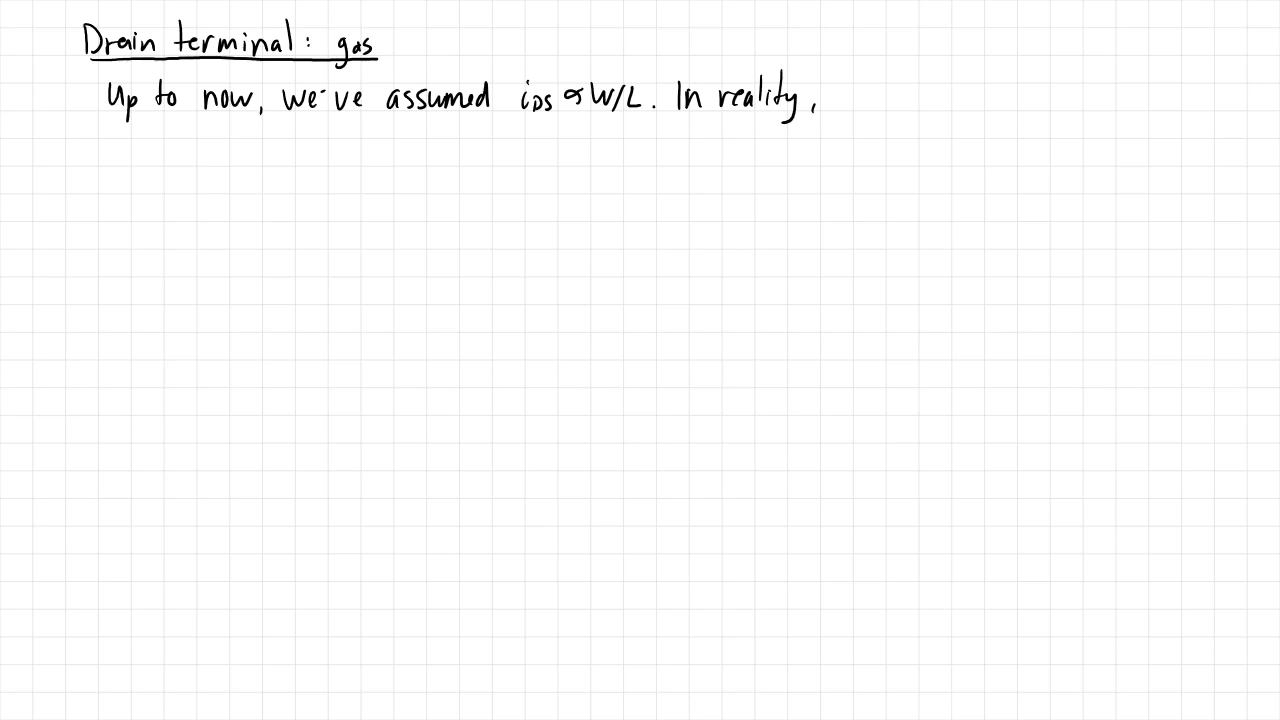 Drain terminal: gds
Up to now, we've assumed iDS ∝ W/L. In reality,